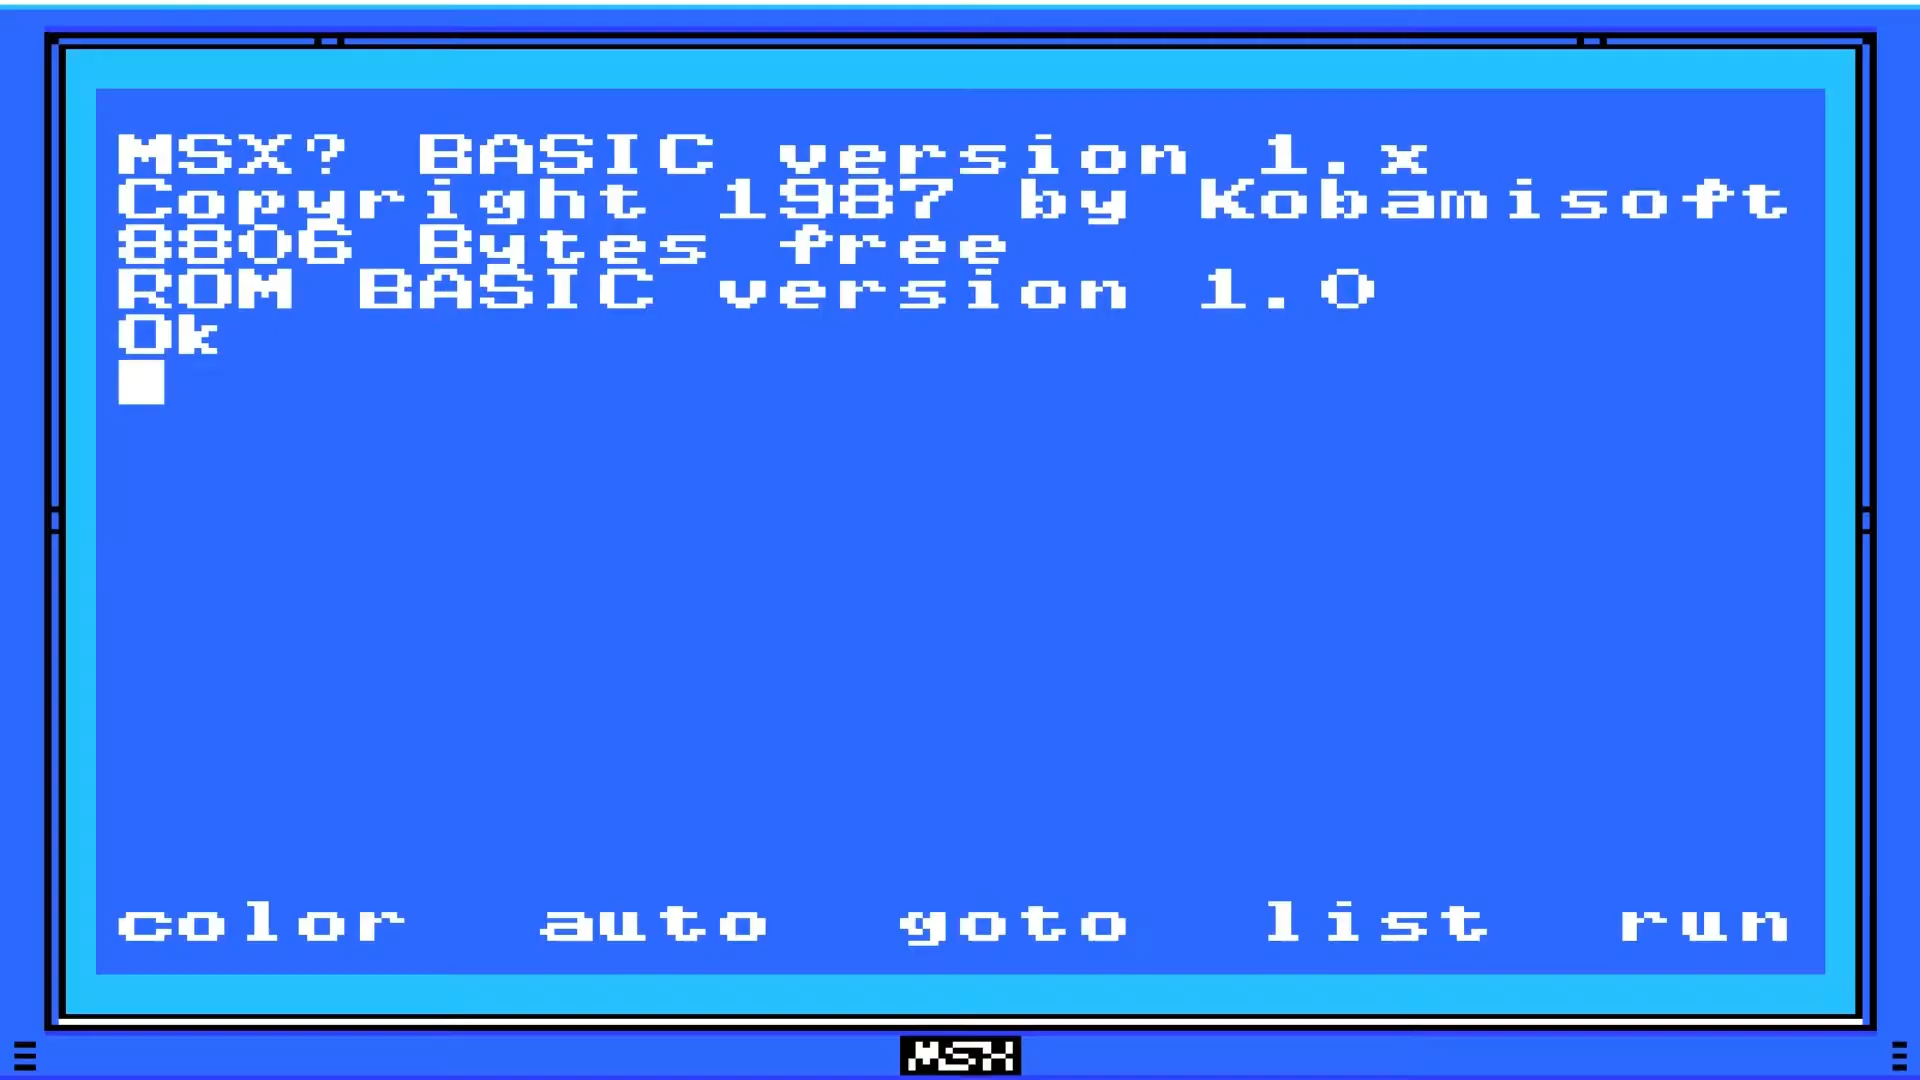 MSX? BASIC version 1.x
Copyright 1987 by Kobamisoft
8806 Bytes free
ROM BASIC version 1.0
Ok
color auto goto list run
MSX